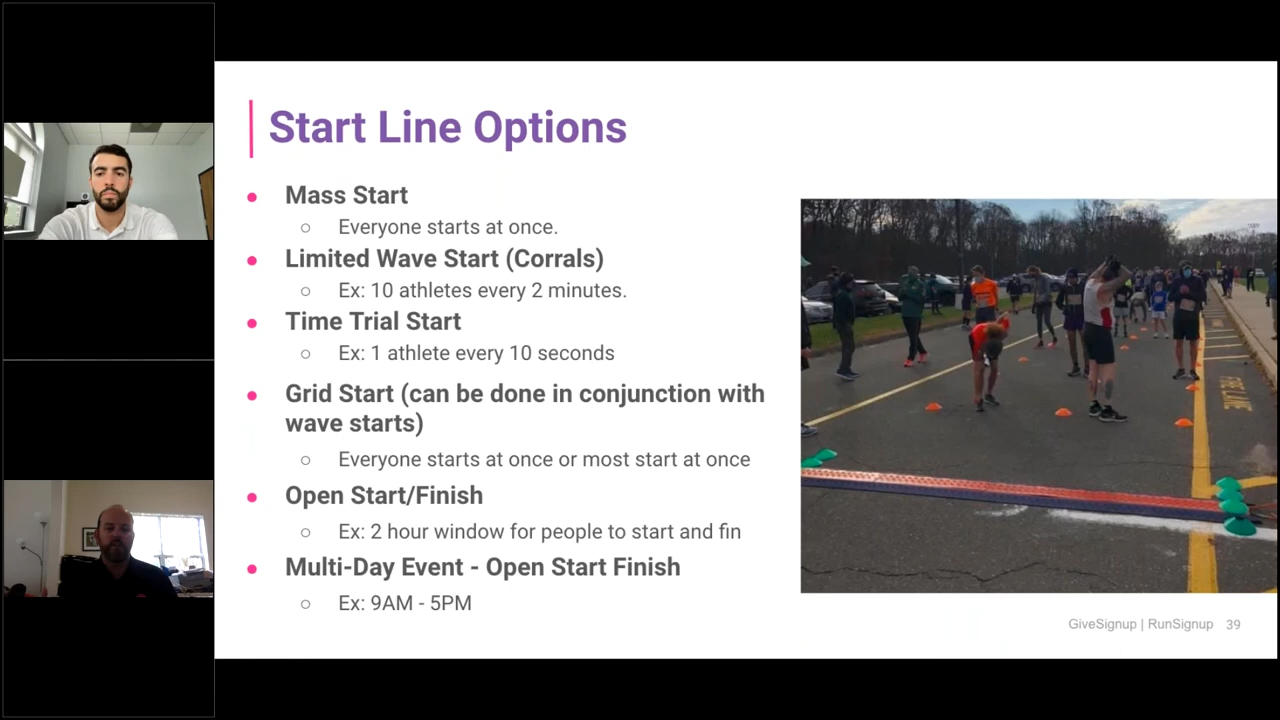 Start Line Options
Mass Start
Everyone starts at once.
Limited Wave Start (Corrals)
Ex: 10 athletes every 2 minutes.
Time Trial Start
Ex: 1 athlete every 10 seconds
Grid Start (can be done in conjunction with
wave starts)
Everyone starts at once or most start at once
Open Start/Finish
Ex: 2 hour window for people to start and fin
Multi-Day Event - Open Start Finish
Ex: 9AM - 5PM
FIRE LANE
GiveSignup | RunSignup 39